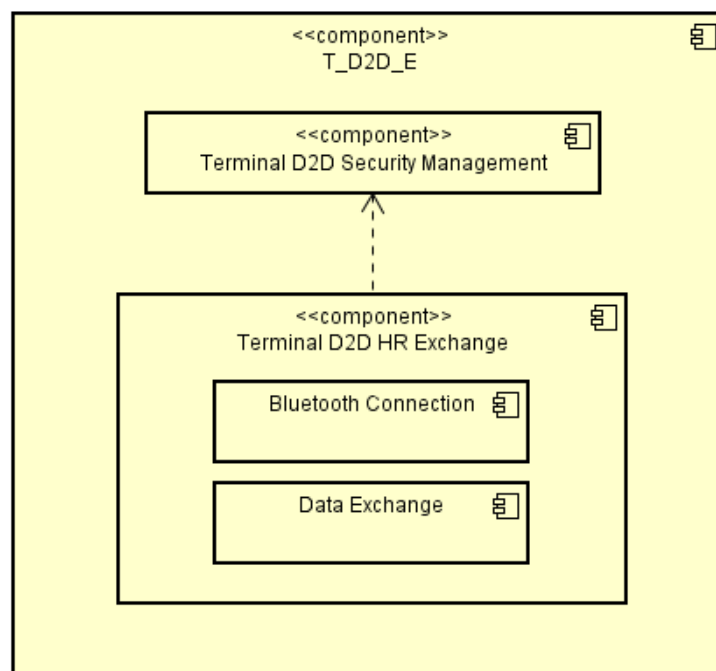 <<component>>
T_D2D_E
<<component>>
Terminal D2D Security Management
<<component>>
Terminal D2D HR Exchange
Bluetooth Connection
Data Exchange